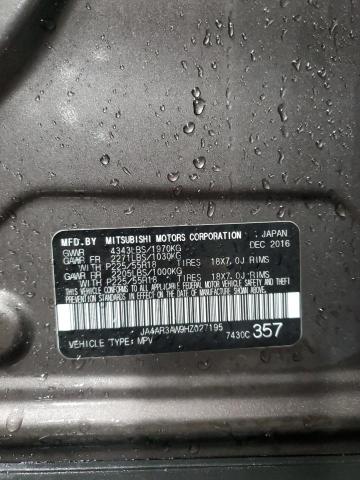 MFD.BY MITSUBISHI MOTORS CORPORATION JAPAN
GVWR 4343LBS/1970KG DEC 2016
GAWR FR 2271LBS/1030KG
WITH P225/55R18 TIRES 18X7.0J RIMS
GAWR RR 2205LBS/1000KG
WITH P225/55R18 TIRES 18X7.0J RIMS
THIS VEHICLE CONFORMS TO ALL APPLICABLE FEDERAL
MOTOR VEHICLE SAFETY AND THEFT PREVENTION
STANDARDS IN EFFECT ON THE DATE OF MANUFACTURE
SHOWN ABOVE.
JA4AR3AW9HZ027195
VEHICLE TYPE: MPV 7430C 357